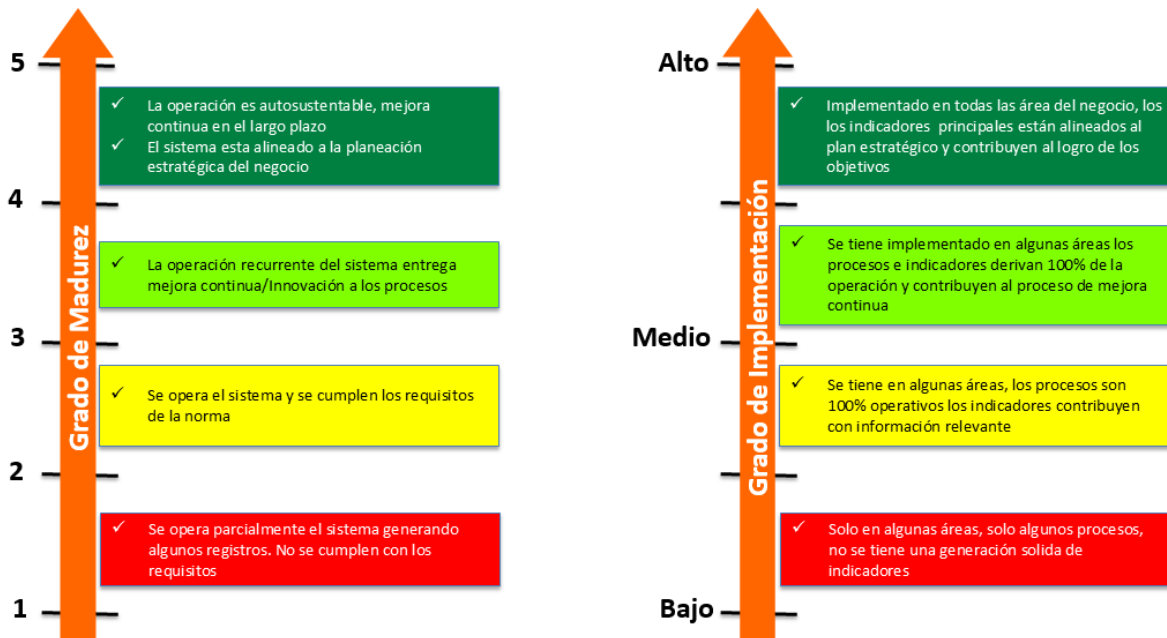 5
✓ La operación es autosustentable, mejora
continua en el largo plazo
✓ El sistema esta alineado a la planeación
estratégica del negocio
4
✓ La operación recurrente del sistema entrega
mejora continua/Innovación a los procesos
3
✓ Se opera el sistema y se cumplen los requisitos
de la norma
2
✓ Se opera parcialmente el sistema generando
algunos registros. No se cumplen con los
requisitos
1
Grado de Madurez
Alto
✓ Implementado en todas las área del negocio, los
los indicadores principales están alineados al
plan estratégico y contribuyen al logro de los
objetivos
✓ Se tiene implementado en algunas áreas los
procesos e indicadores derivan 100% de la
operación y contribuyen al proceso de mejora
continua
Medio
✓ Se tiene en algunas áreas, los procesos son
100% operativos los indicadores contribuyen
con información relevante
✓ Solo en algunas áreas, solo algunos procesos,
no se tiene una generación solida de
indicadores
Bajo
Grado de Implementación